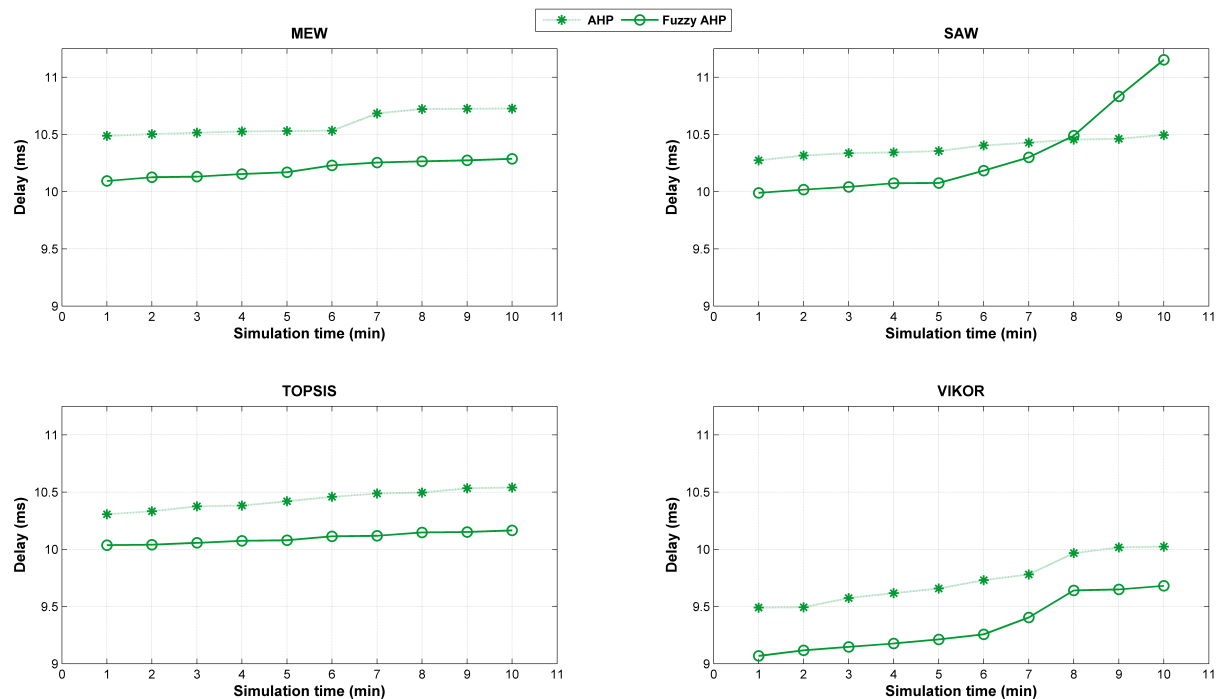 AHP Fuzzy AHP
MEW
11
10.5
10
9.5
9
Delay (ms)
0 1 2 3 4 5 6 7 8 9 10 11
Simulation time (min)
SAW
11
10.5
10
9.5
9
Delay (ms)
0 1 2 3 4 5 6 7 8 9 10 11
Simulation time (min)
TOPSIS
11
10.5
10
9.5
9
Delay (ms)
0 1 2 3 4 5 6 7 8 9 10 11
Simulation time (min)
VIKOR
11
10.5
10
9.5
9
Delay (ms)
0 1 2 3 4 5 6 7 8 9 10 11
Simulation time (min)